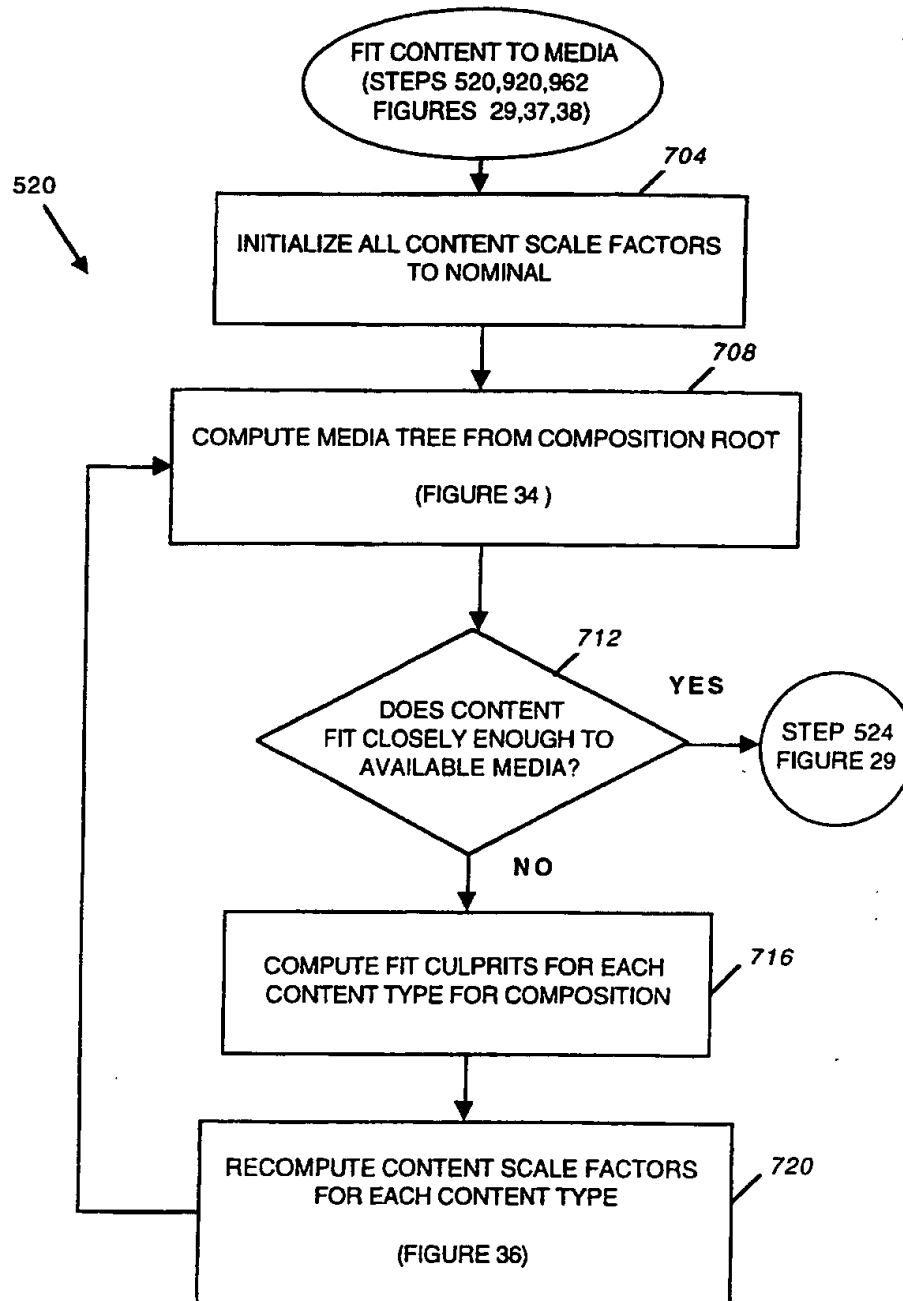 FIT CONTENT TO MEDIA
(STEPS 520,920,962
FIGURES 29,37,38)
704
520
INITIALIZE ALL CONTENT SCALE FACTORS
TO NOMINAL
708
COMPUTE MEDIA TREE FROM COMPOSITION ROOT
(FIGURE 34 )
712
YES
DOES CONTENT
FIT CLOSELY ENOUGH TO
AVAILABLE MEDIA?
STEP 524
FIGURE 29
NO
COMPUTE FIT CULPRITS FOR EACH
CONTENT TYPE FOR COMPOSITION
716
RECOMPUTE CONTENT SCALE FACTORS
FOR EACH CONTENT TYPE
720
(FIGURE 36)